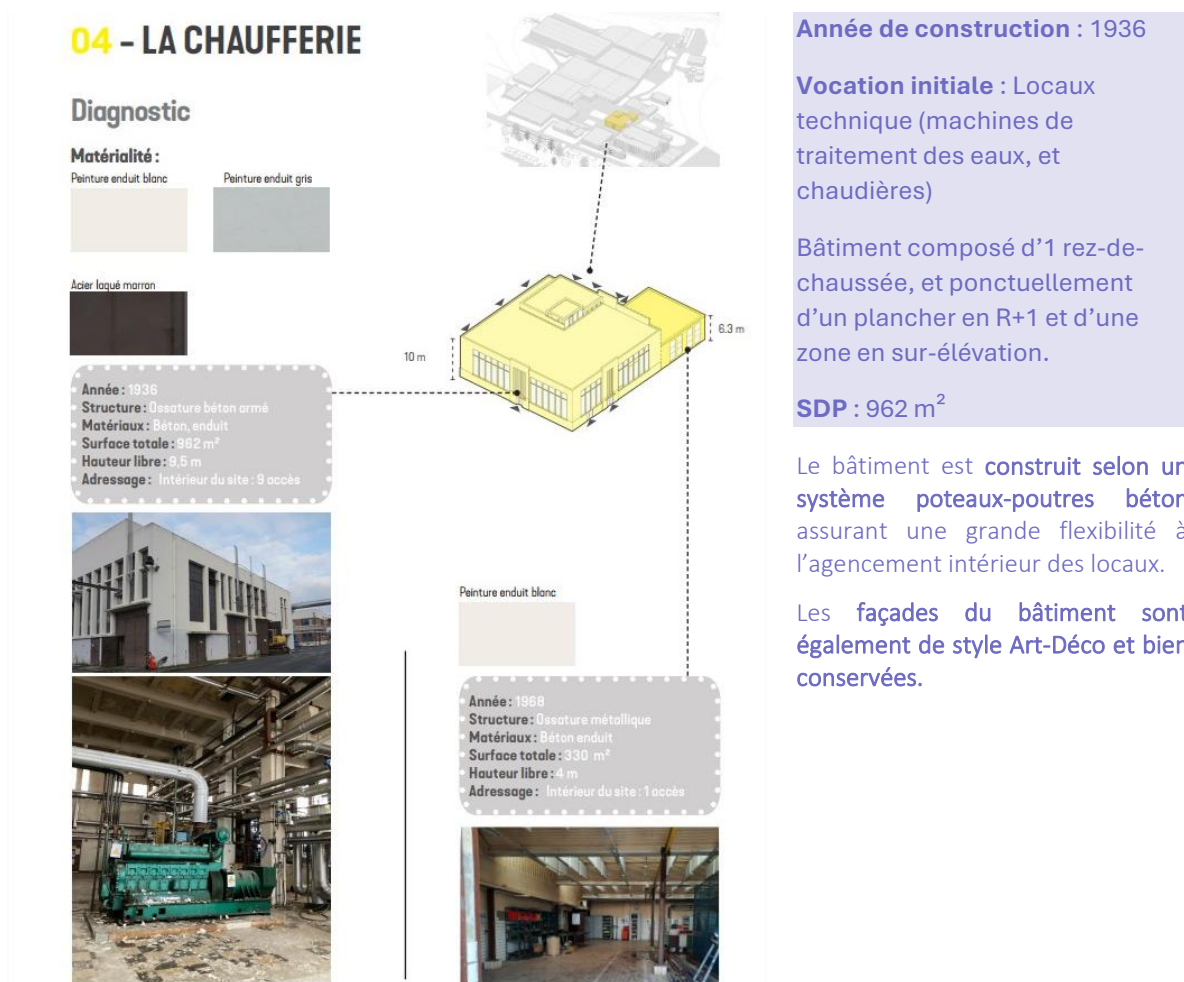 04 – LA CHAUFFERIE
Diagnostic
Matérialité :
Peinture enduit blanc
Peinture enduit gris
Acier laqué marron
10 m
6.3 m
Année : 1936
Structure : Ossature béton armé
Matériaux : Béton, enduit
Surface totale : 962 m²
Hauteur libre : 9,5 m
Adressage : Intérieur du site : 9 accès
Peinture enduit blanc
Année : 1968
Structure : Ossature métallique
Matériaux : Béton enduit
Surface totale : 330 m²
Hauteur libre : 4 m
Adressage : Intérieur du site : 1 accès
Année de construction : 1936
Vocation initiale : Locaux
technique (machines de
traitement des eaux, et
chaudières)
Bâtiment composé d’1 rez-de-
chaussée, et ponctuellement
d’un plancher en R+1 et d’une
zone en sur-élévation.
SDP : 962 m²
Le bâtiment est construit selon un
système poteaux-poutres béton
assurant une grande flexibilité à
l’agencement intérieur des locaux.
Les façades du bâtiment sont
également de style Art-Déco et bien
conservées.